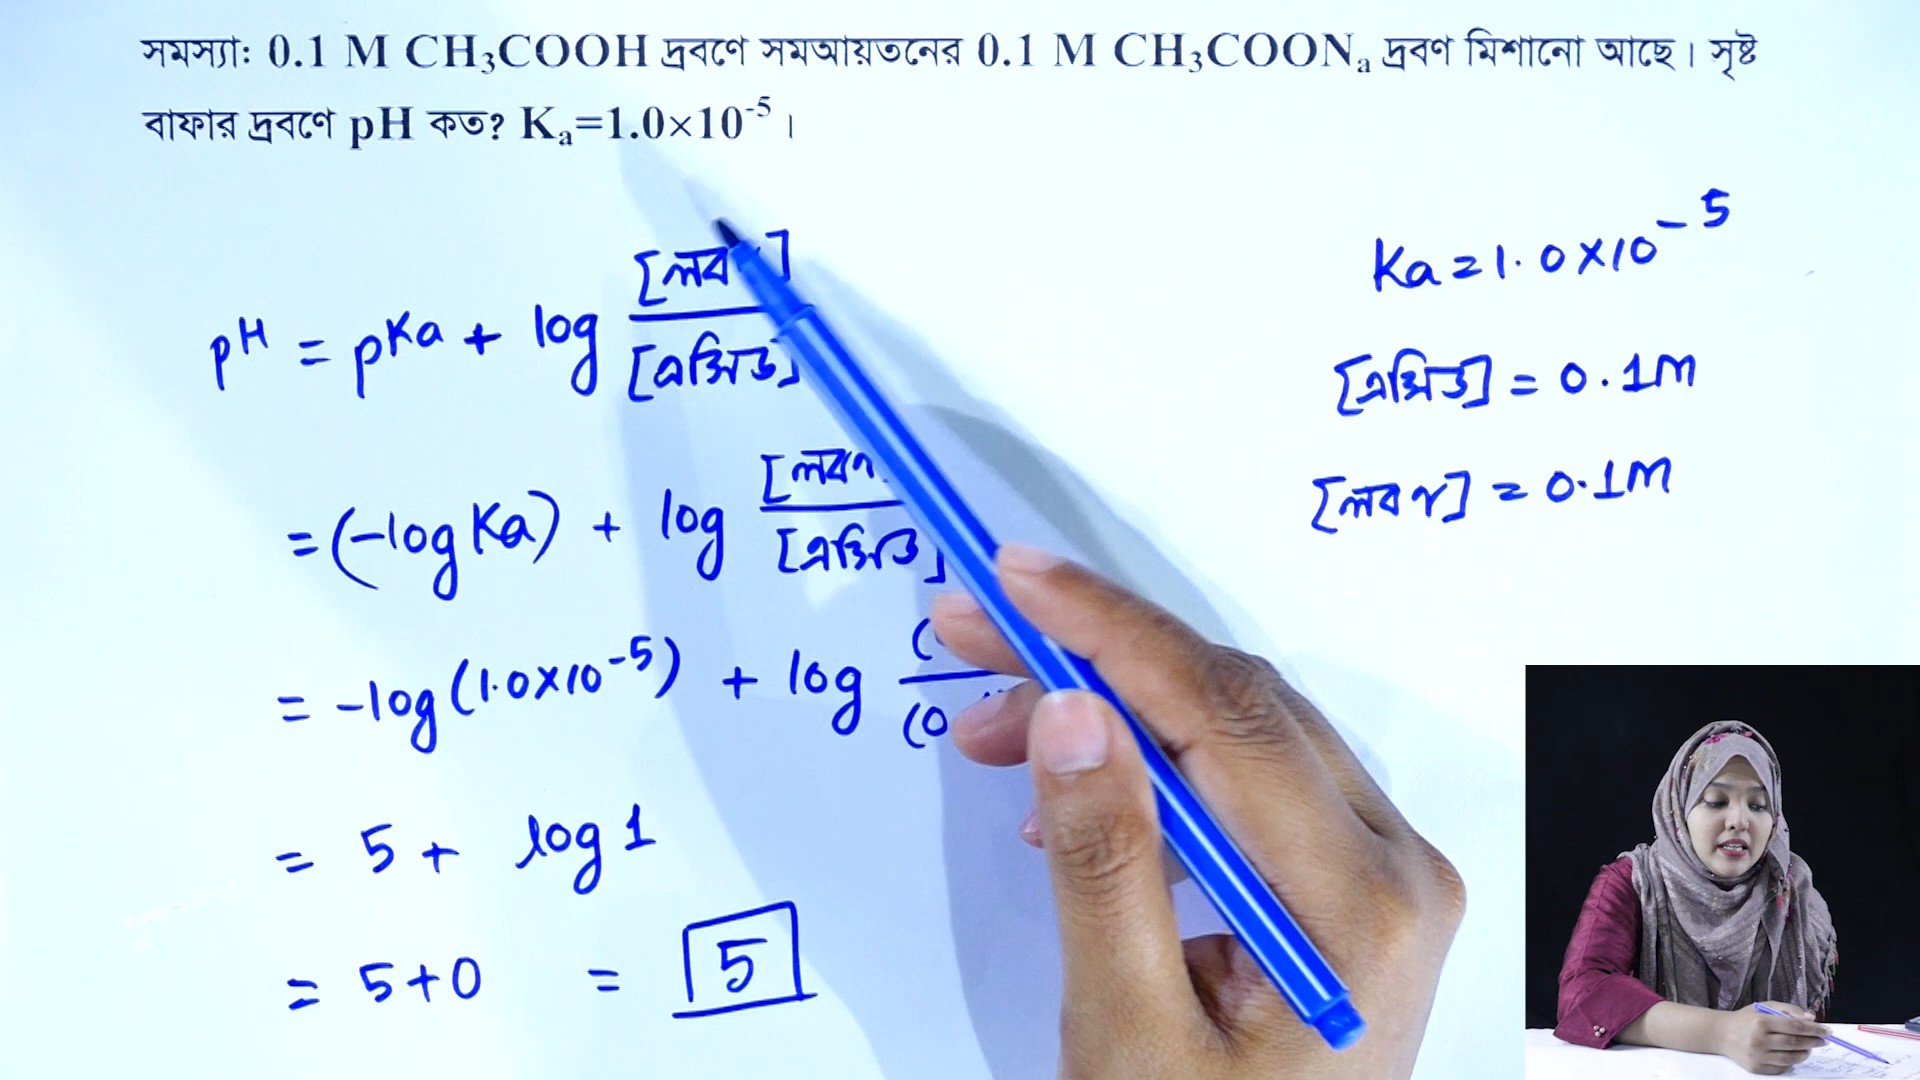 সমস্যাঃ 0.1 M CH₃COOH দ্রবণে সমআয়তনের 0.1 M CH₃COONₐ দ্রবণ মিশানো আছে। সৃষ্ট
বাফার দ্রবণে pH কত? Kₐ=1.0×10⁻⁵।
pH = pKa + log [লব ]/[এসিড]
= (-log Ka) + log [লবণ/[এসিড]
= -log (1.0×10⁻⁵) + log (/(0
= 5 + log 1
= 5+0 = 5
Ka = 1.0×10⁻⁵
[এসিড] = 0.1M
[লবণ] = 0.1M